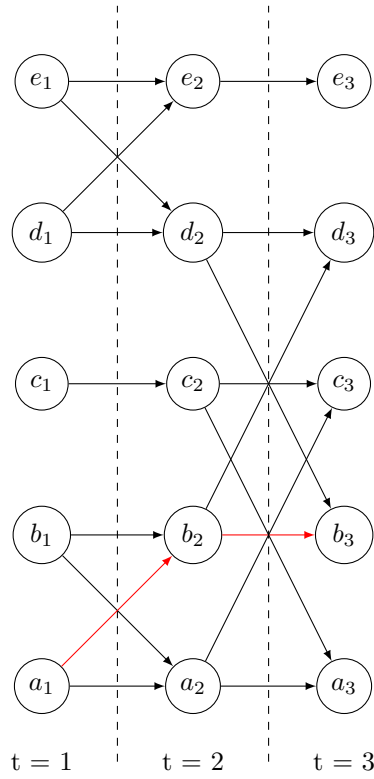 e₁ e₂ e₃
d₁ d₂ d₃
c₁ c₂ c₃
b₁ b₂ b₃
a₁ a₂ a₃
t = 1 t = 2 t = 3